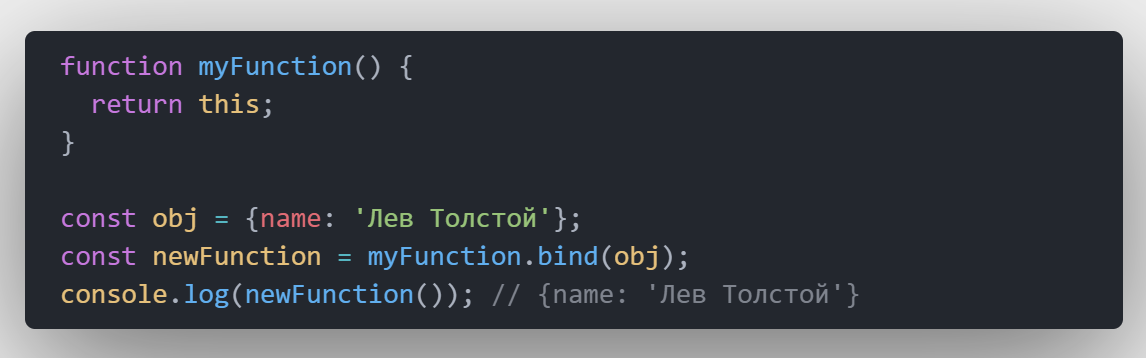 function myFunction() {
  return this;
}

const obj = {name: 'Лев Толстой'};
const newFunction = myFunction.bind(obj);
console.log(newFunction()); // {name: 'Лев Толстой'}